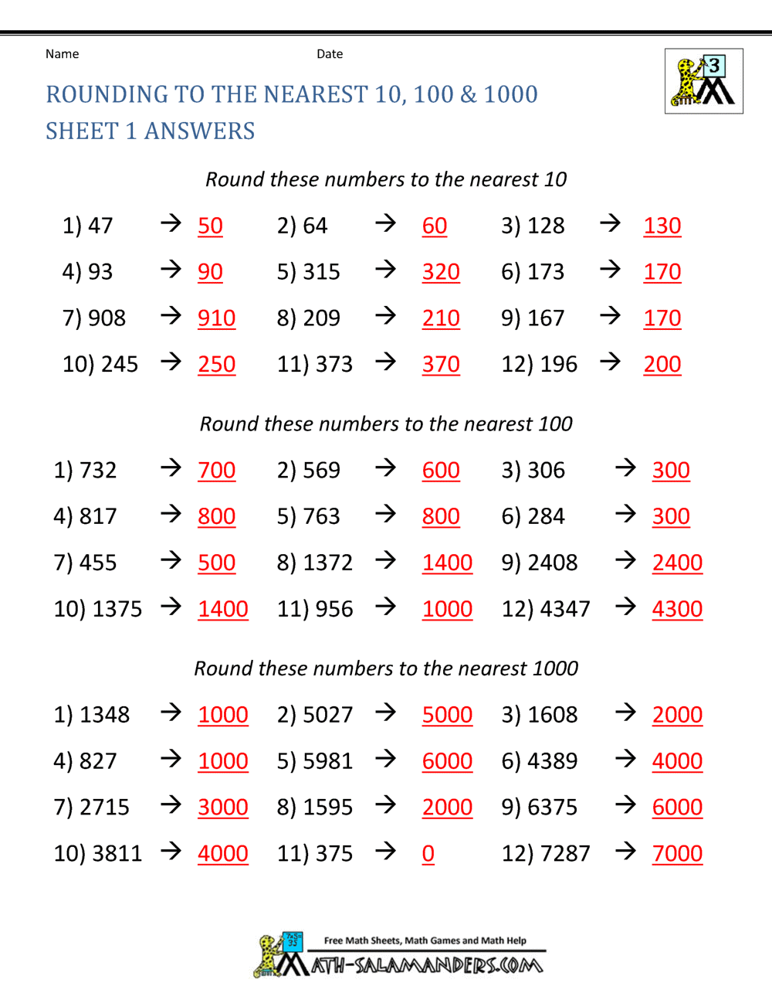 Name Date
3
ROUNDING TO THE NEAREST 10, 100 & 1000
SHEET 1 ANSWERS
Round these numbers to the nearest 10
1) 47 → 50 2) 64 → 60 3) 128 → 130
4) 93 → 90 5) 315 → 320 6) 173 → 170
7) 908 → 910 8) 209 → 210 9) 167 → 170
10) 245 → 250 11) 373 → 370 12) 196 → 200
Round these numbers to the nearest 100
1) 732 → 700 2) 569 → 600 3) 306 → 300
4) 817 → 800 5) 763 → 800 6) 284 → 300
7) 455 → 500 8) 1372 → 1400 9) 2408 → 2400
10) 1375 → 1400 11) 956 → 1000 12) 4347 → 4300
Round these numbers to the nearest 1000
1) 1348 → 1000 2) 5027 → 5000 3) 1608 → 2000
4) 827 → 1000 5) 5981 → 6000 6) 4389 → 4000
7) 2715 → 3000 8) 1595 → 2000 9) 6375 → 6000
10) 3811 → 4000 11) 375 → 0 12) 7287 → 7000
7×5=
35
Free Math Sheets, Math Games and Math Help
MATH-SALAMANDERS.COM